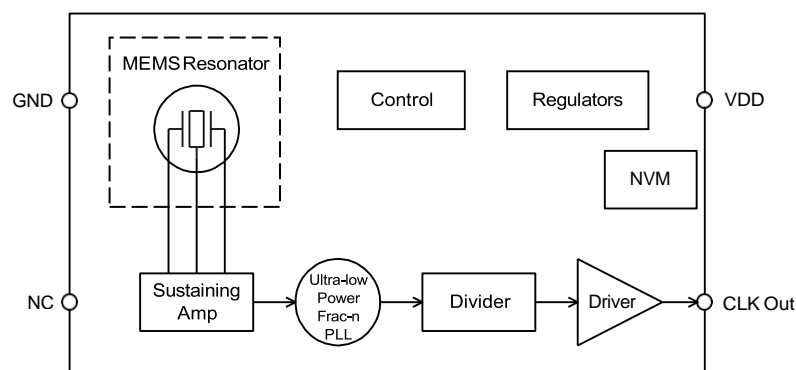 MEMS Resonator
GND
Control
Regulators
VDD
NVM
NC
Sustaining
Amp
Ultra-low
Power
Frac-n
PLL
Divider
Driver
CLK Out